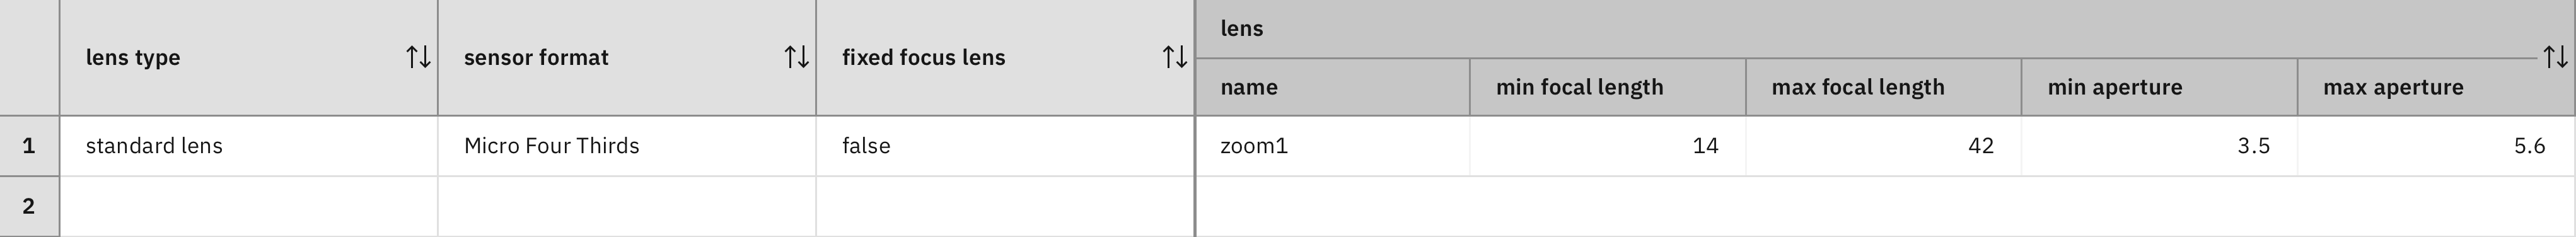 lens type
sensor format
fixed focus lens
lens
name
min focal length
max focal length
min aperture
max aperture
1 standard lens Micro Four Thirds false zoom1 14 42 3.5 5.6
2